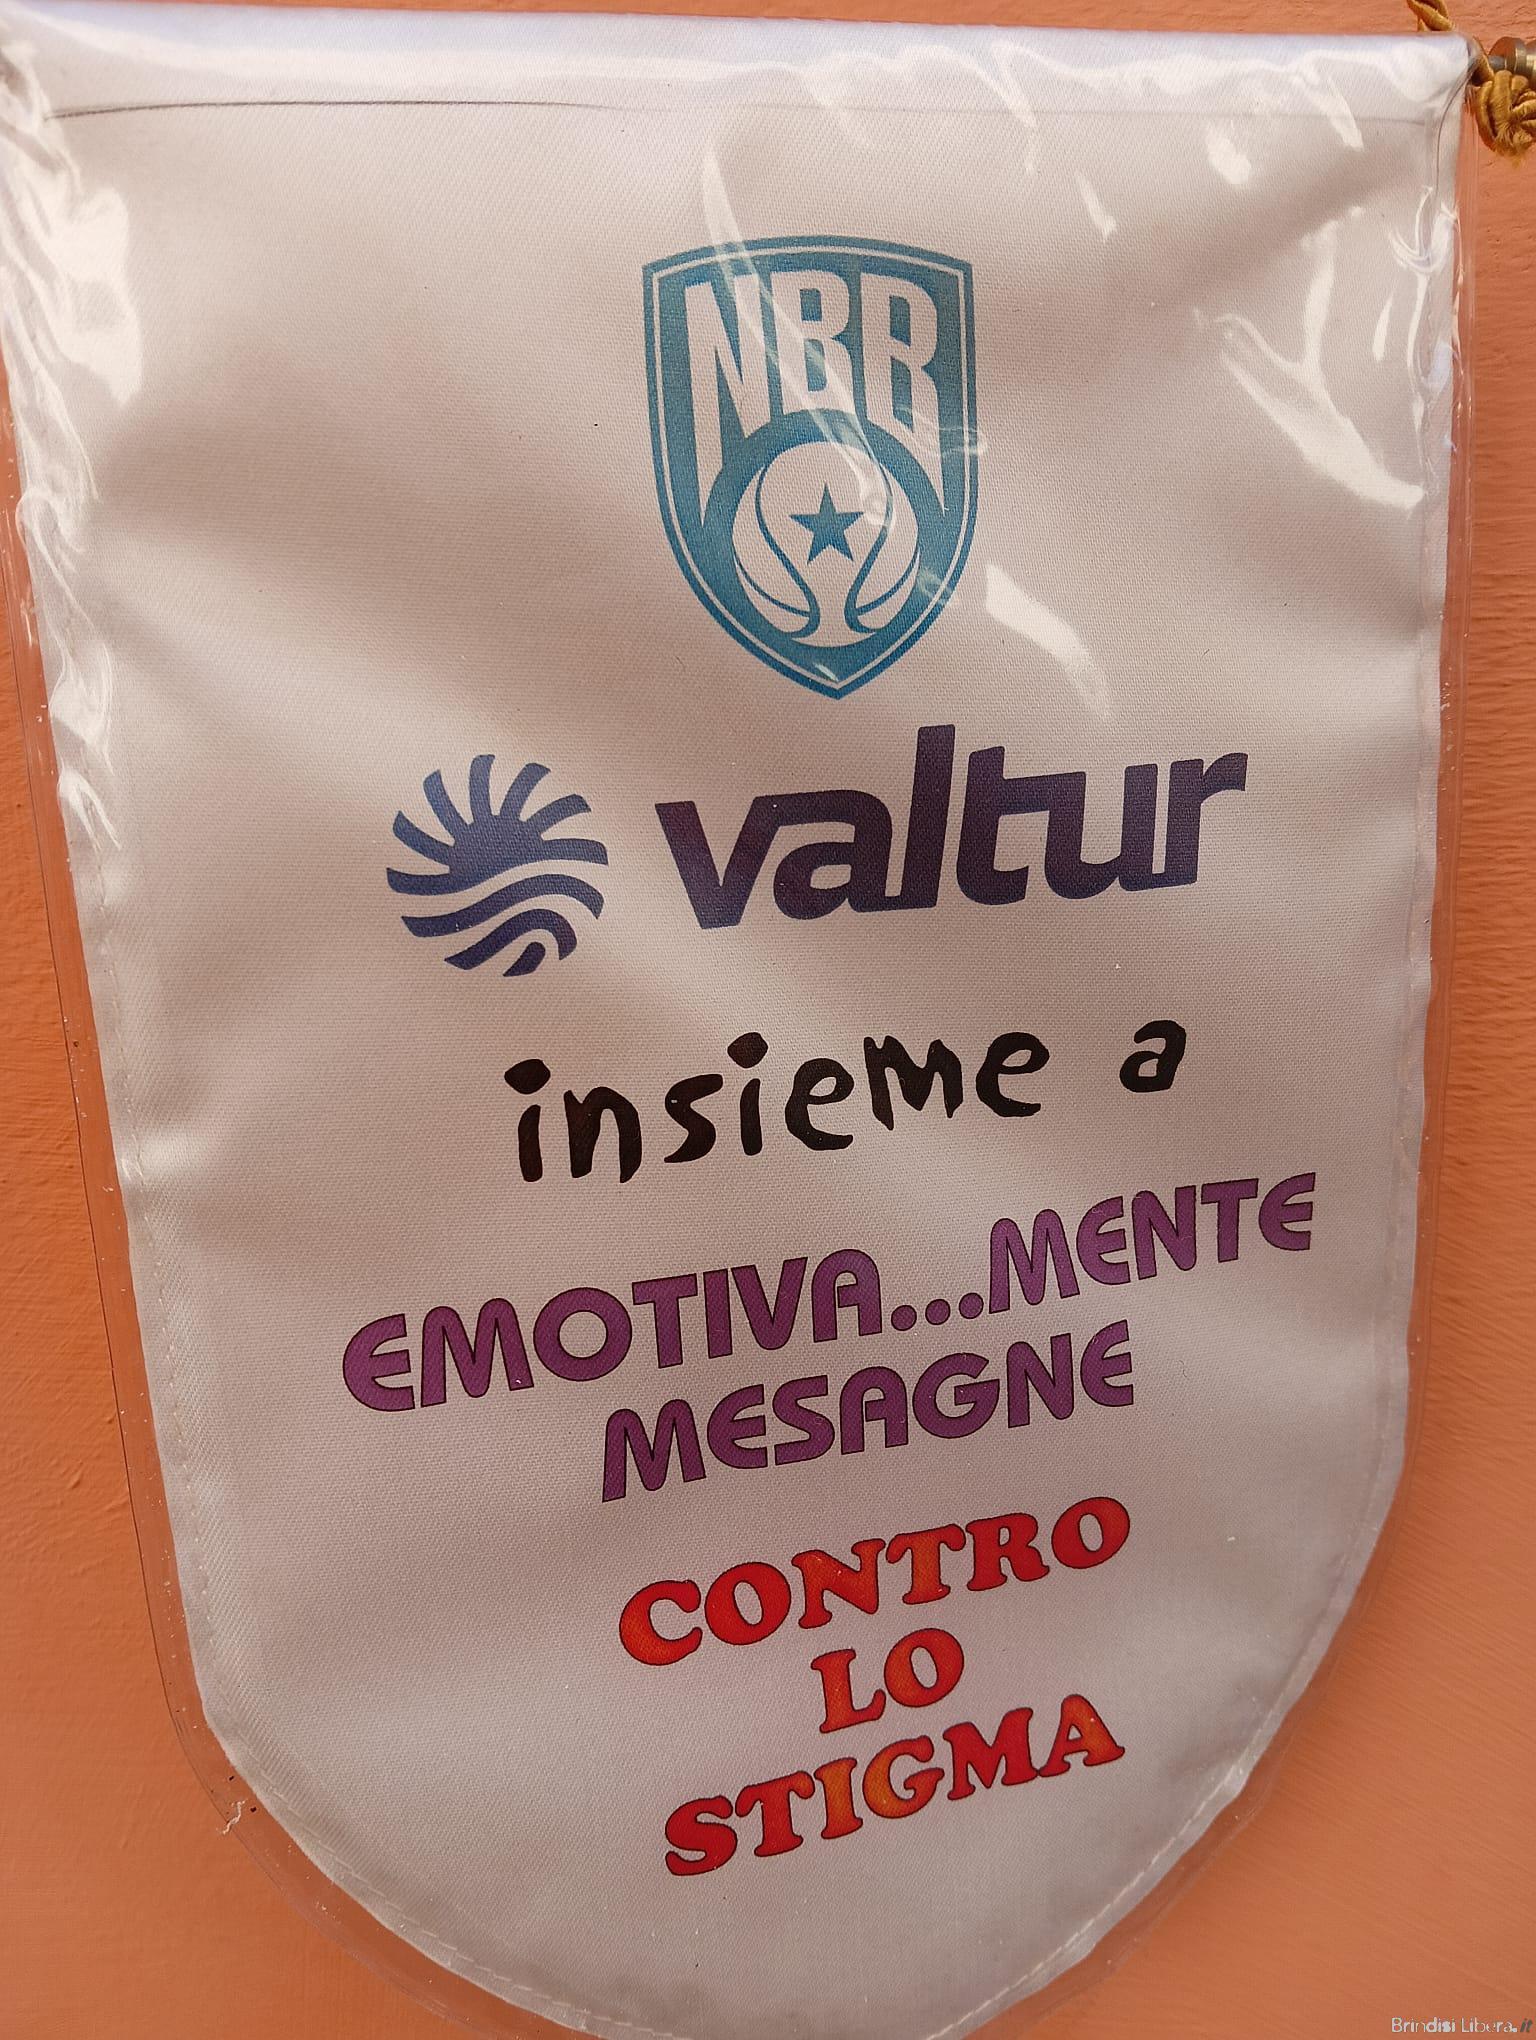 NBB
valtur
insieme a
EMOTIVA...MENTE
MESAGNE
CONTRO
LO
STIGMA
Brindisi Libera.it